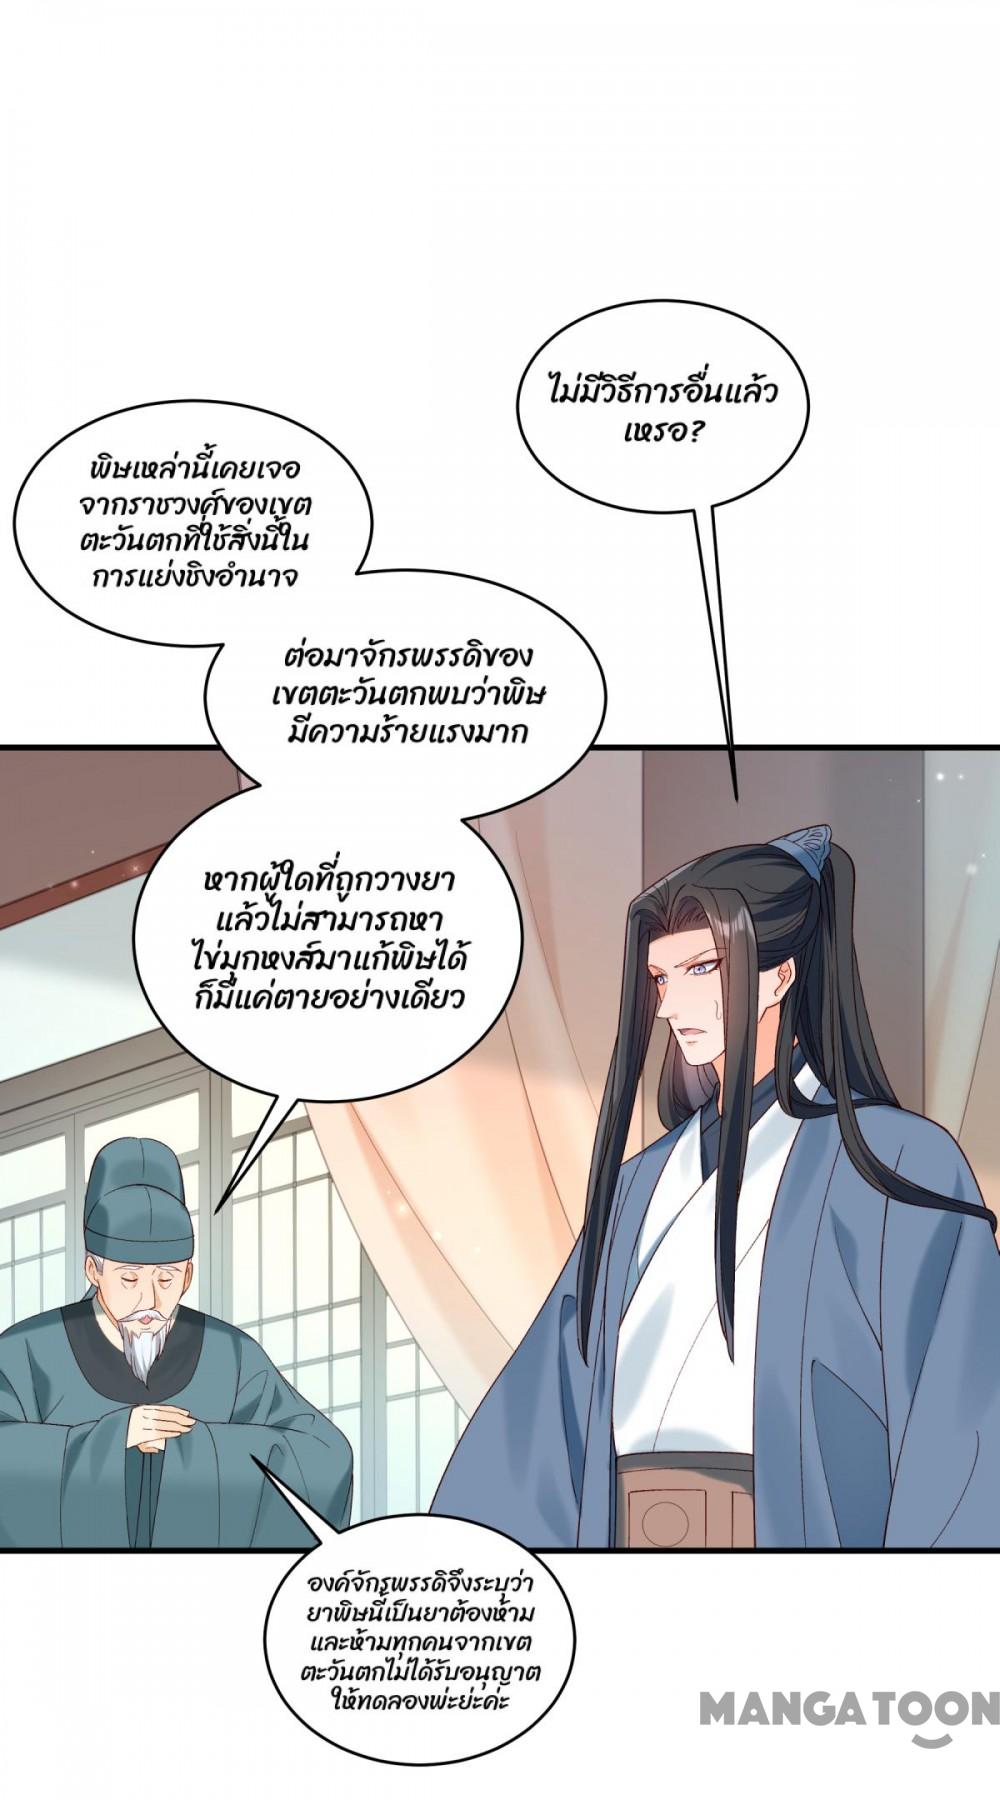 ไม่มีวิธีการอื่นแล้ว
เหรอ?
พิษเหล่านี้เคยเจอ
จากราชวงศ์ของเขต
ตะวันตกที่ใช้สิ่งนี้ใน
การแย่งชิงอำนาจ
ต่อมาจักรพรรดิของ
เขตตะวันตกพบว่าพิษ
มีความร้ายแรงมาก
หากผู้ใดที่ถูกวางยา
แล้วไม่สามารถหา
ไข่มุกหงส์มาแก้พิษได้
ก็มีแค่ตายอย่างเดียว
องค์จักรพรรดิจึงระบุว่า
ยาพิษนี้เป็นยาต้องห้าม
และห้ามทุกคนจากเขต
ตะวันตกไม่ได้รับอนุญาต
ให้ทดลองพ่ะย่ะค่ะ
MANGATOON